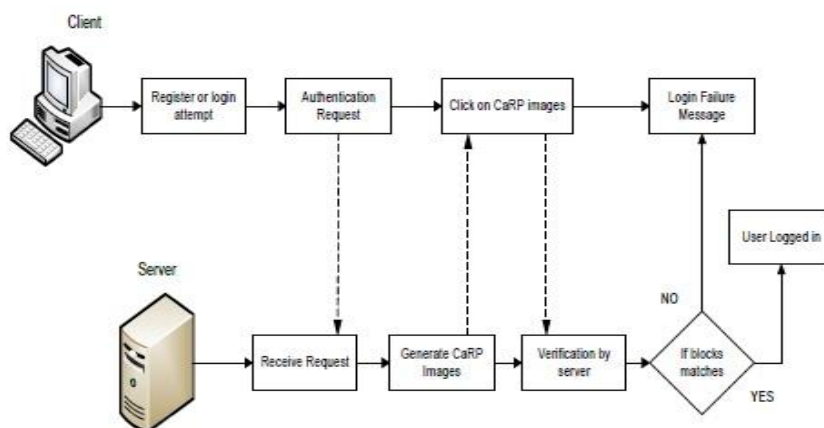 Client
Register or login
attempt
Authentication
Request
Click on CaRP images
Login Failure
Message
User Logged in
Server
NO
Receive Request
Generate CaRP
Images
Verification by
server
If blocks
matches
YES